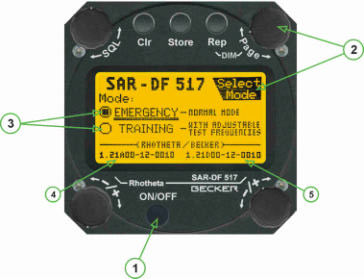 Clr Store Rep
SQL DIM Page
SAR-DF 517 Select
Mode
Mode:
EMERGENCY - NORMAL MODE
TRAINING - WITH ADJUSTABLE
TEST FREQUENCIES
(RHOTHETA / BECKER)
1.21A00-12-0010 1.21D00-12-0010
Rhotheta SAR-DF 517
BECKER
ON/OFF
1
2
3
4
5